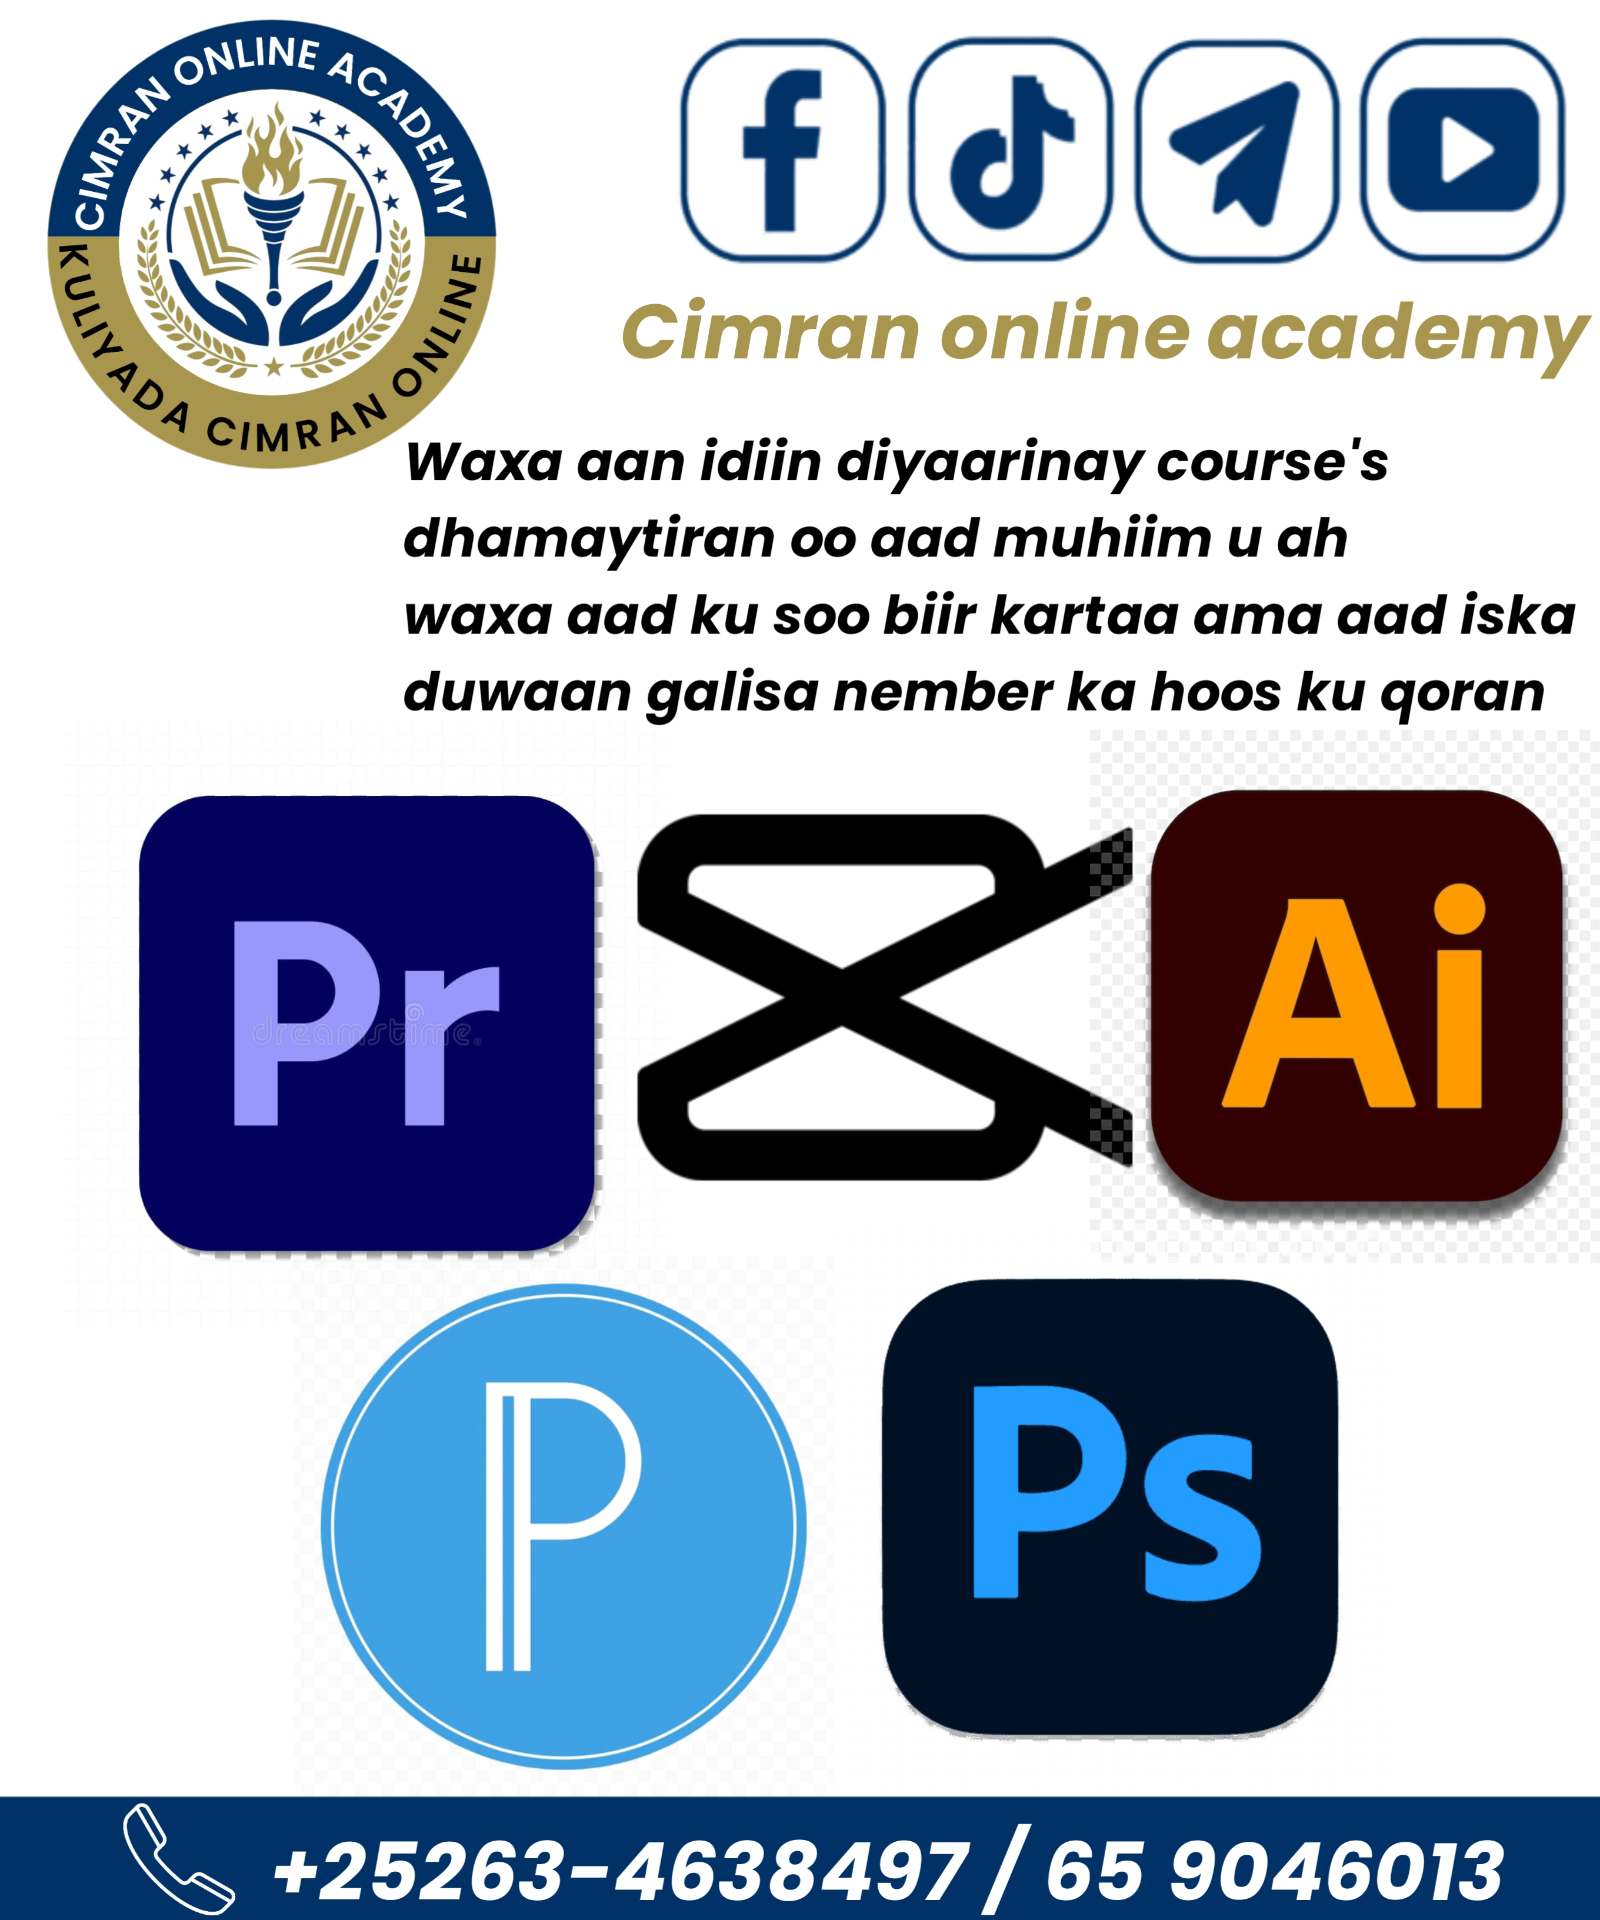 CIMRAN ONLINE ACADEMY
KULIYADA CIMRAN ONLINE
Cimran online academy
Waxa aan idiin diyaarinay course's
dhamaytiran oo aad muhiim u ah
waxa aad ku soo biir kartaa ama aad iska
duwaan galisa nember ka hoos ku qoran
Pr
dreamstime.
Ai
P
Ps
+25263-4638497 / 65 9046013